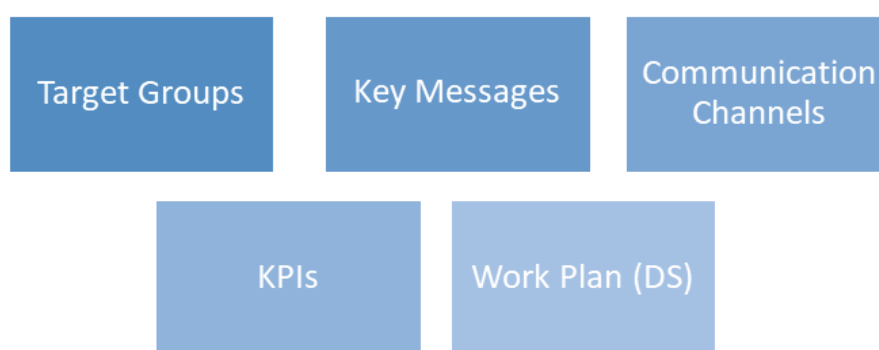 Target Groups
Key Messages
Communication
Channels
KPIs
Work Plan (DS)